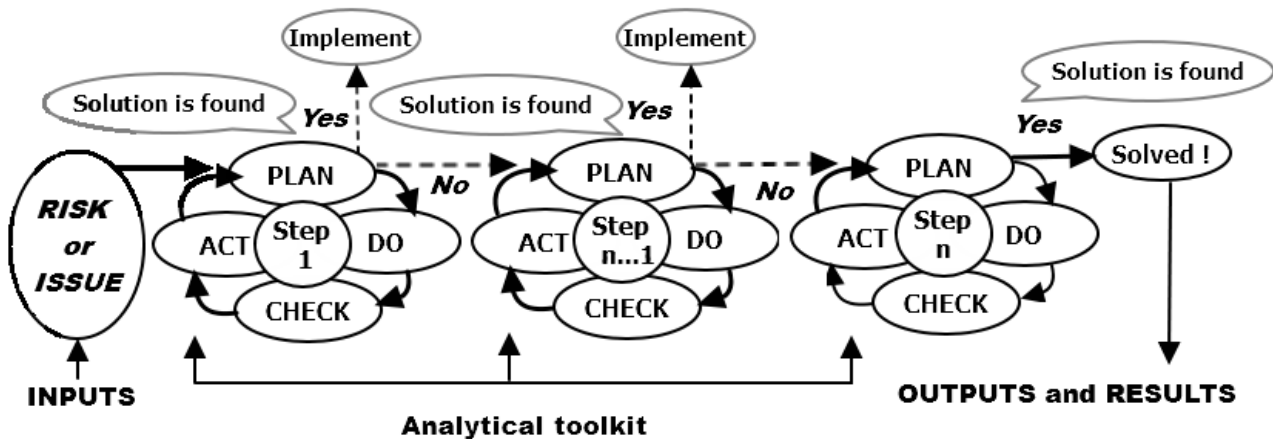 Implement
Implement
Solution is found
Solution is found
Solution is found
Yes
Yes
Yes
RISK
or
ISSUE
PLAN
ACT
Step
1
DO
CHECK
No
PLAN
ACT
Step
n...1
DO
CHECK
No
PLAN
ACT
Step
n
DO
CHECK
Solved !
INPUTS
Analytical toolkit
OUTPUTS and RESULTS